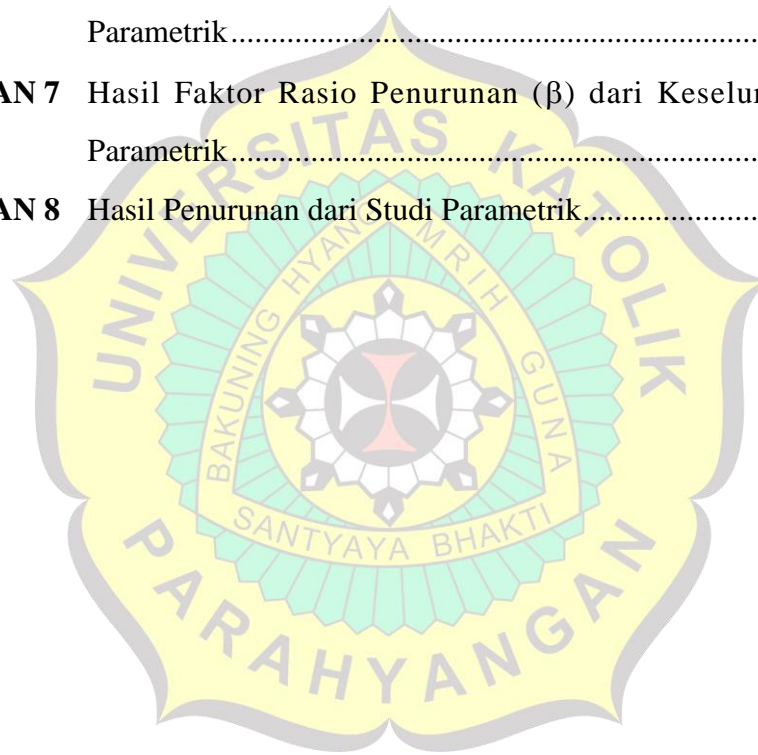 Parametrik
AN 7 Hasil Faktor Rasio Penurunan (β) dari Keselur
Parametrik
AN 8 Hasil Penurunan dari Studi Parametrik
UNIVERSITAS KATOLIK
PARAHYANGAN
BAKUNING HYANG MRIH GUNA
SANTYAYA BHAKTI